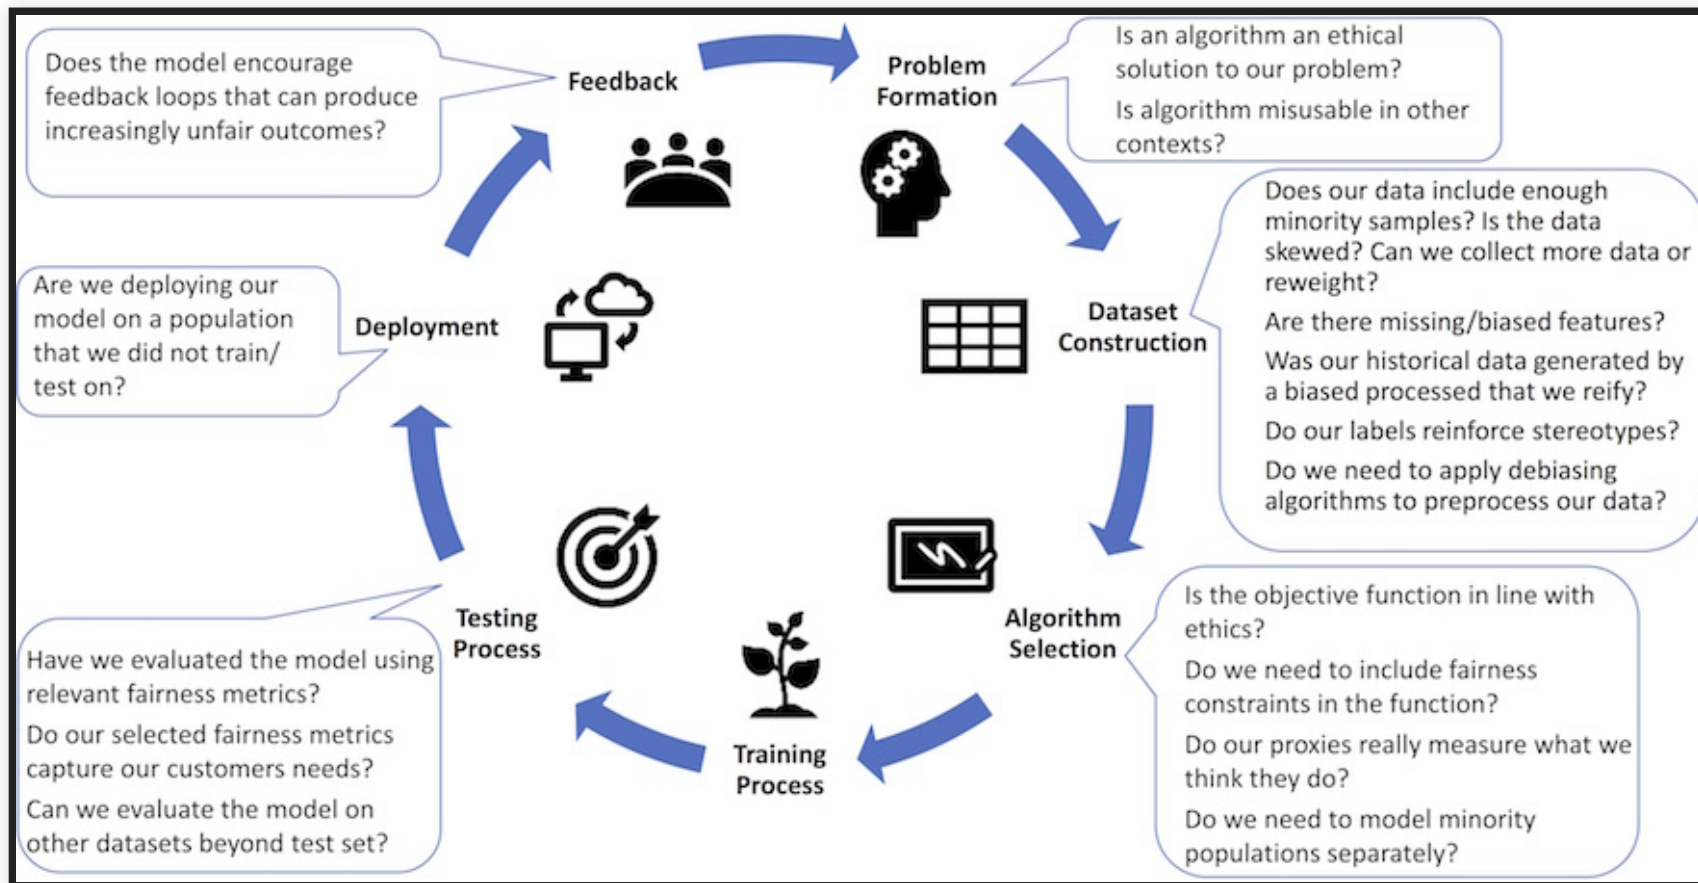 Feedback
Does the model encourage
feedback loops that can produce
increasingly unfair outcomes?
Problem
Formation
Is an algorithm an ethical
solution to our problem?
Is algorithm misusable in other
contexts?
Dataset
Construction
Does our data include enough
minority samples? Is the data
skewed? Can we collect more data or
reweight?
Are there missing/biased features?
Was our historical data generated by
a biased processed that we reify?
Do our labels reinforce stereotypes?
Do we need to apply debiasing
algorithms to preprocess our data?
Algorithm
Selection
Is the objective function in line with
ethics?
Do we need to include fairness
constraints in the function?
Do our proxies really measure what we
think they do?
Do we need to model minority
populations separately?
Training
Process
Testing
Process
Have we evaluated the model using
relevant fairness metrics?
Do our selected fairness metrics
capture our customers needs?
Can we evaluate the model on
other datasets beyond test set?
Deployment
Are we deploying our
model on a population
that we did not train/
test on?